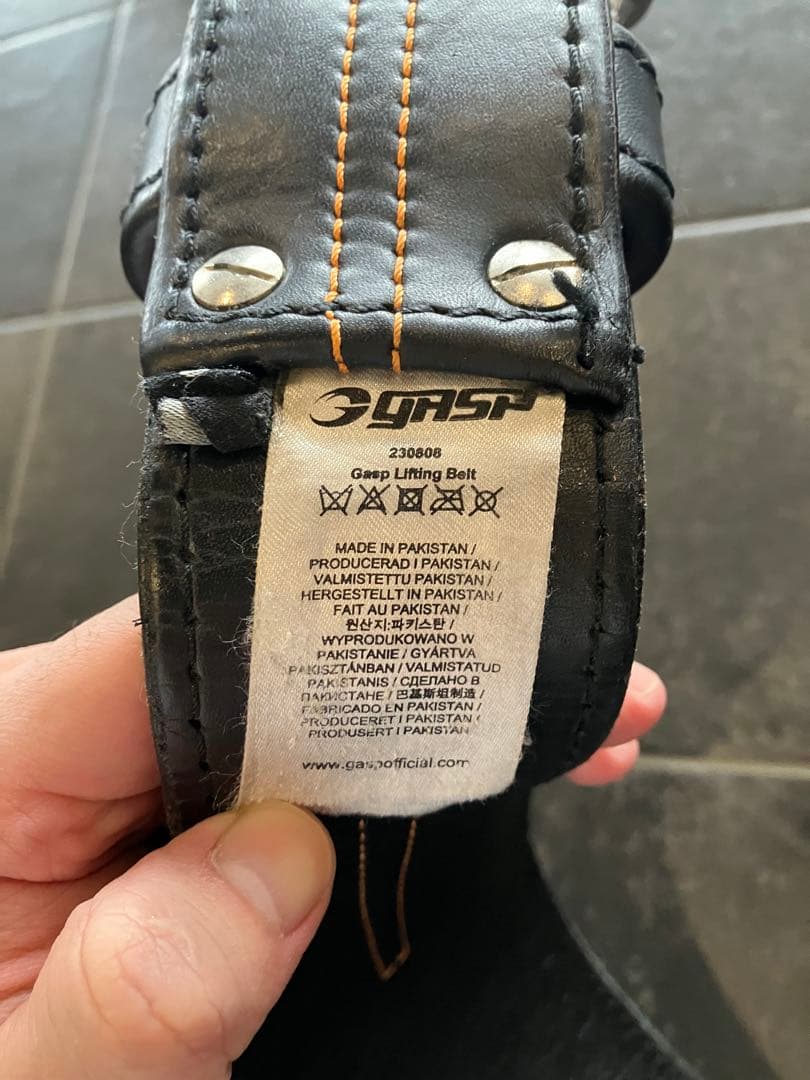 GASP
230808
Gasp Lifting Belt
MADE IN PAKISTAN /
PRODUCERAD I PAKISTAN /
VALMISTETTU PAKISTAN /
HERGESTELLT IN PAKISTAN /
FAIT AU PAKISTAN /
원산지:파키스탄 /
WYPRODUKOWANO W
PAKISTANIE / GYÁRTVA
PAKISZTÁNBAN / VALMISTATUD
PAKISTANIS / СДЕЛАНО В
ПАКИСТАНЕ / 巴基斯坦制造 /
FABRICADO EN PAKISTAN /
PRODUCERET I PAKISTAN /
PRODUSERT I PAKISTAN
www.gaspofficial.com